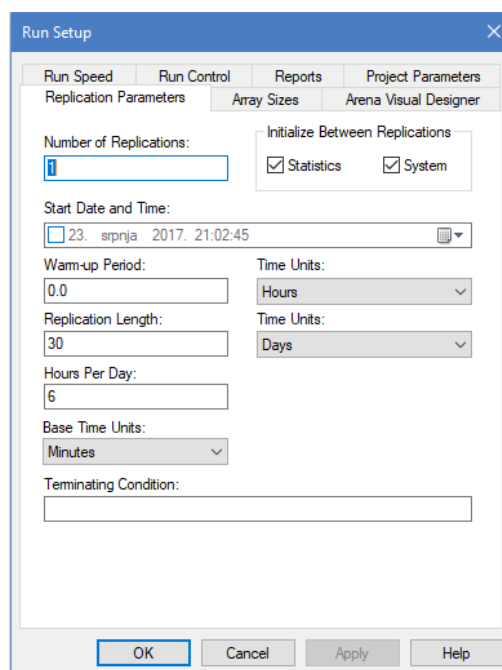 Run Setup
Run Speed Run Control Reports Project Parameters
Replication Parameters Array Sizes Arena Visual Designer
Number of Replications:
1
Initialize Between Replications
Statistics System
Start Date and Time:
23. srpnja 2017. 21:02:45
Warm-up Period: Time Units:
0.0 Hours
Replication Length: Time Units:
30 Days
Hours Per Day:
6
Base Time Units:
Minutes
Terminating Condition:
OK Cancel Apply Help